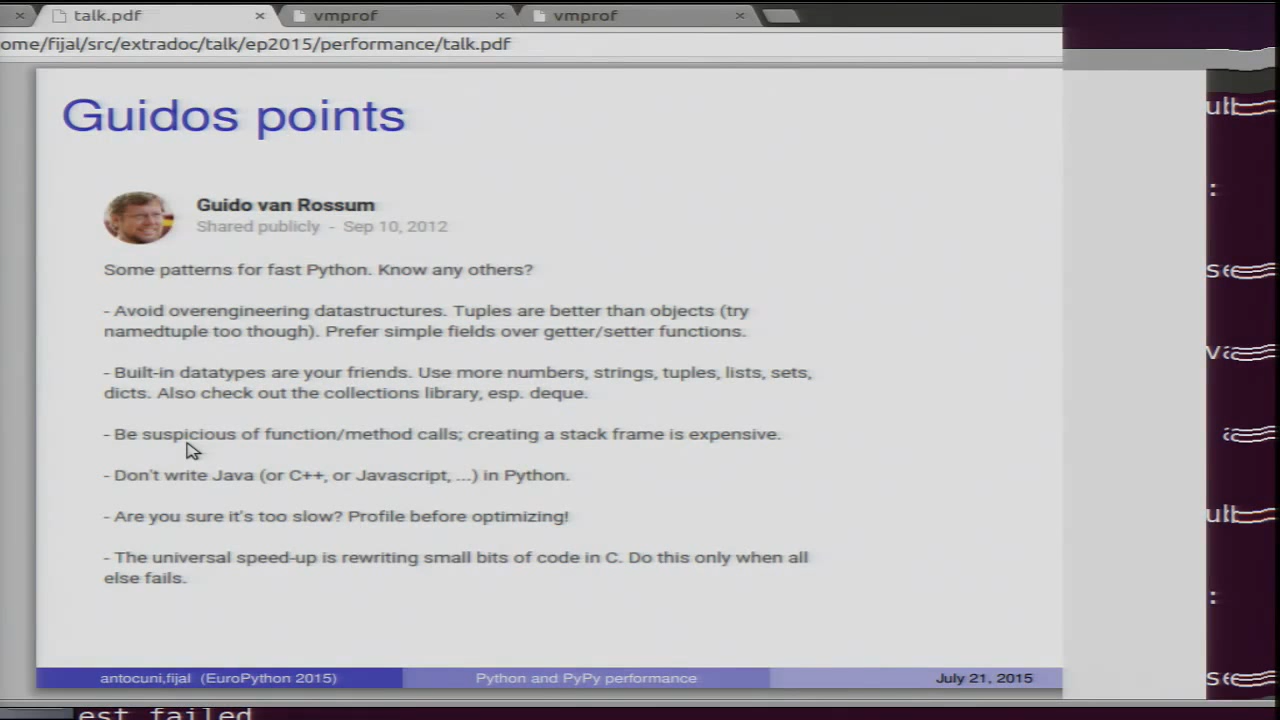 talk.pdf
vmprof
vmprof
ome/fijal/src/extradoc/talk/ep2015/performance/talk.pdf
Guidos points
Guido van Rossum
Shared publicly - Sep 10, 2012
Some patterns for fast Python. Know any others?
- Avoid overengineering datastructures. Tuples are better than objects (try
namedtuple too though). Prefer simple fields over getter/setter functions.
- Built-in datatypes are your friends. Use more numbers, strings, tuples, lists, sets,
dicts. Also check out the collections library, esp. deque.
- Be suspicious of function/method calls; creating a stack frame is expensive.
- Don't write Java (or C++, or Javascript, ...) in Python.
- Are you sure it's too slow? Profile before optimizing!
- The universal speed-up is rewriting small bits of code in C. Do this only when all
else fails.
antocuni,fijal (EuroPython 2015)
Python and PyPy performance
July 21, 2015
est failed